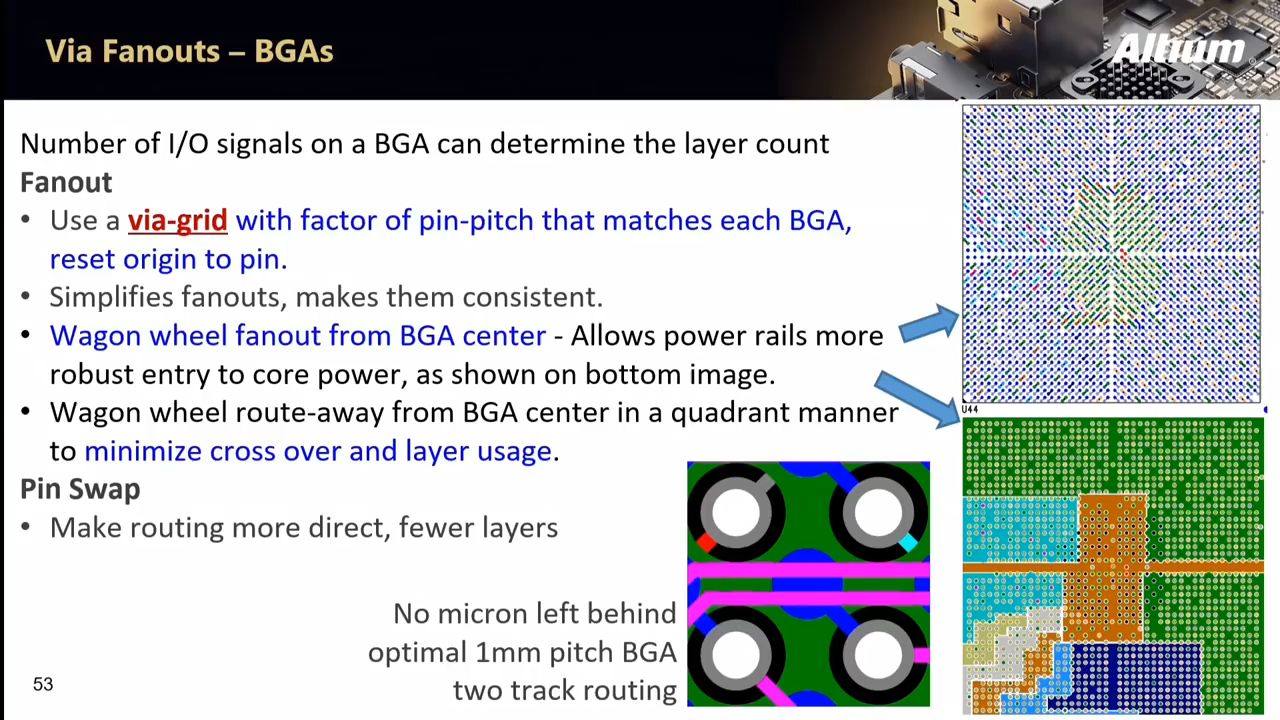 Via Fanouts – BGAs
Altium
Number of I/O signals on a BGA can determine the layer count
Fanout
• Use a via-grid with factor of pin-pitch that matches each BGA,
reset origin to pin.
• Simplifies fanouts, makes them consistent.
• Wagon wheel fanout from BGA center - Allows power rails more
robust entry to core power, as shown on bottom image.
• Wagon wheel route-away from BGA center in a quadrant manner
to minimize cross over and layer usage.
Pin Swap
• Make routing more direct, fewer layers
No micron left behind
optimal 1mm pitch BGA
two track routing
U44
53